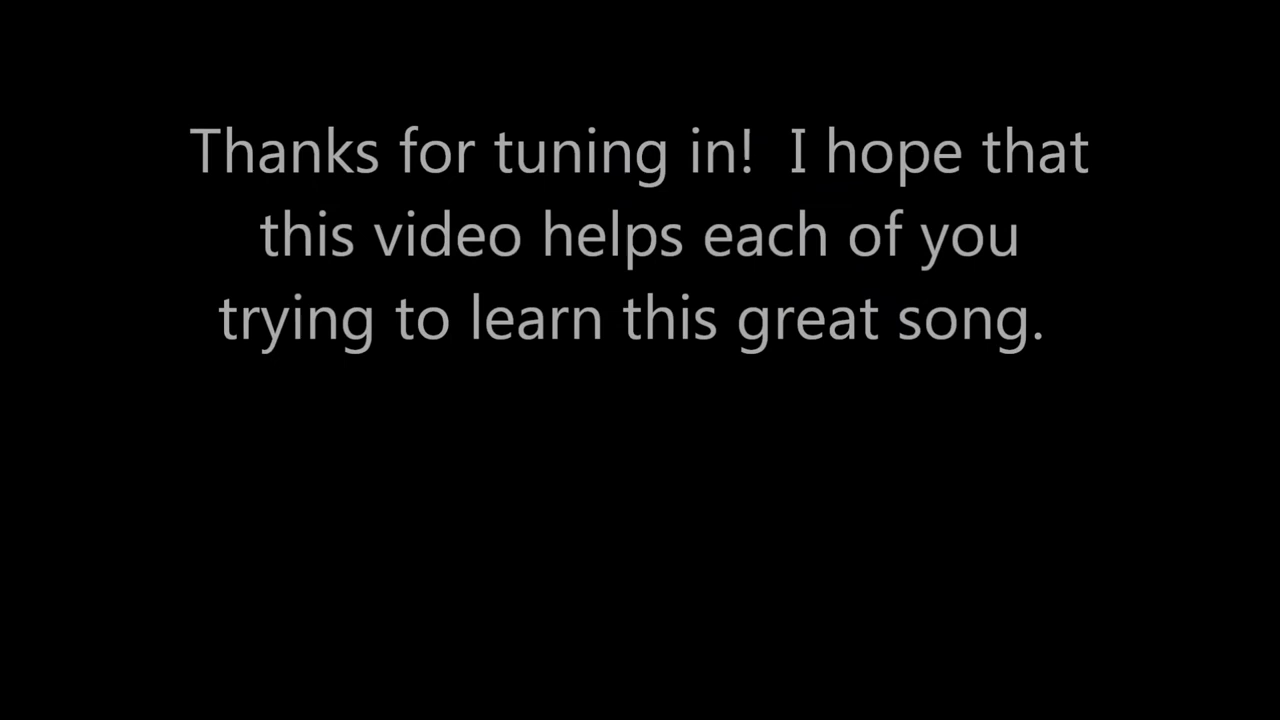 Thanks for tuning in!  I hope that
this video helps each of you
trying to learn this great song.